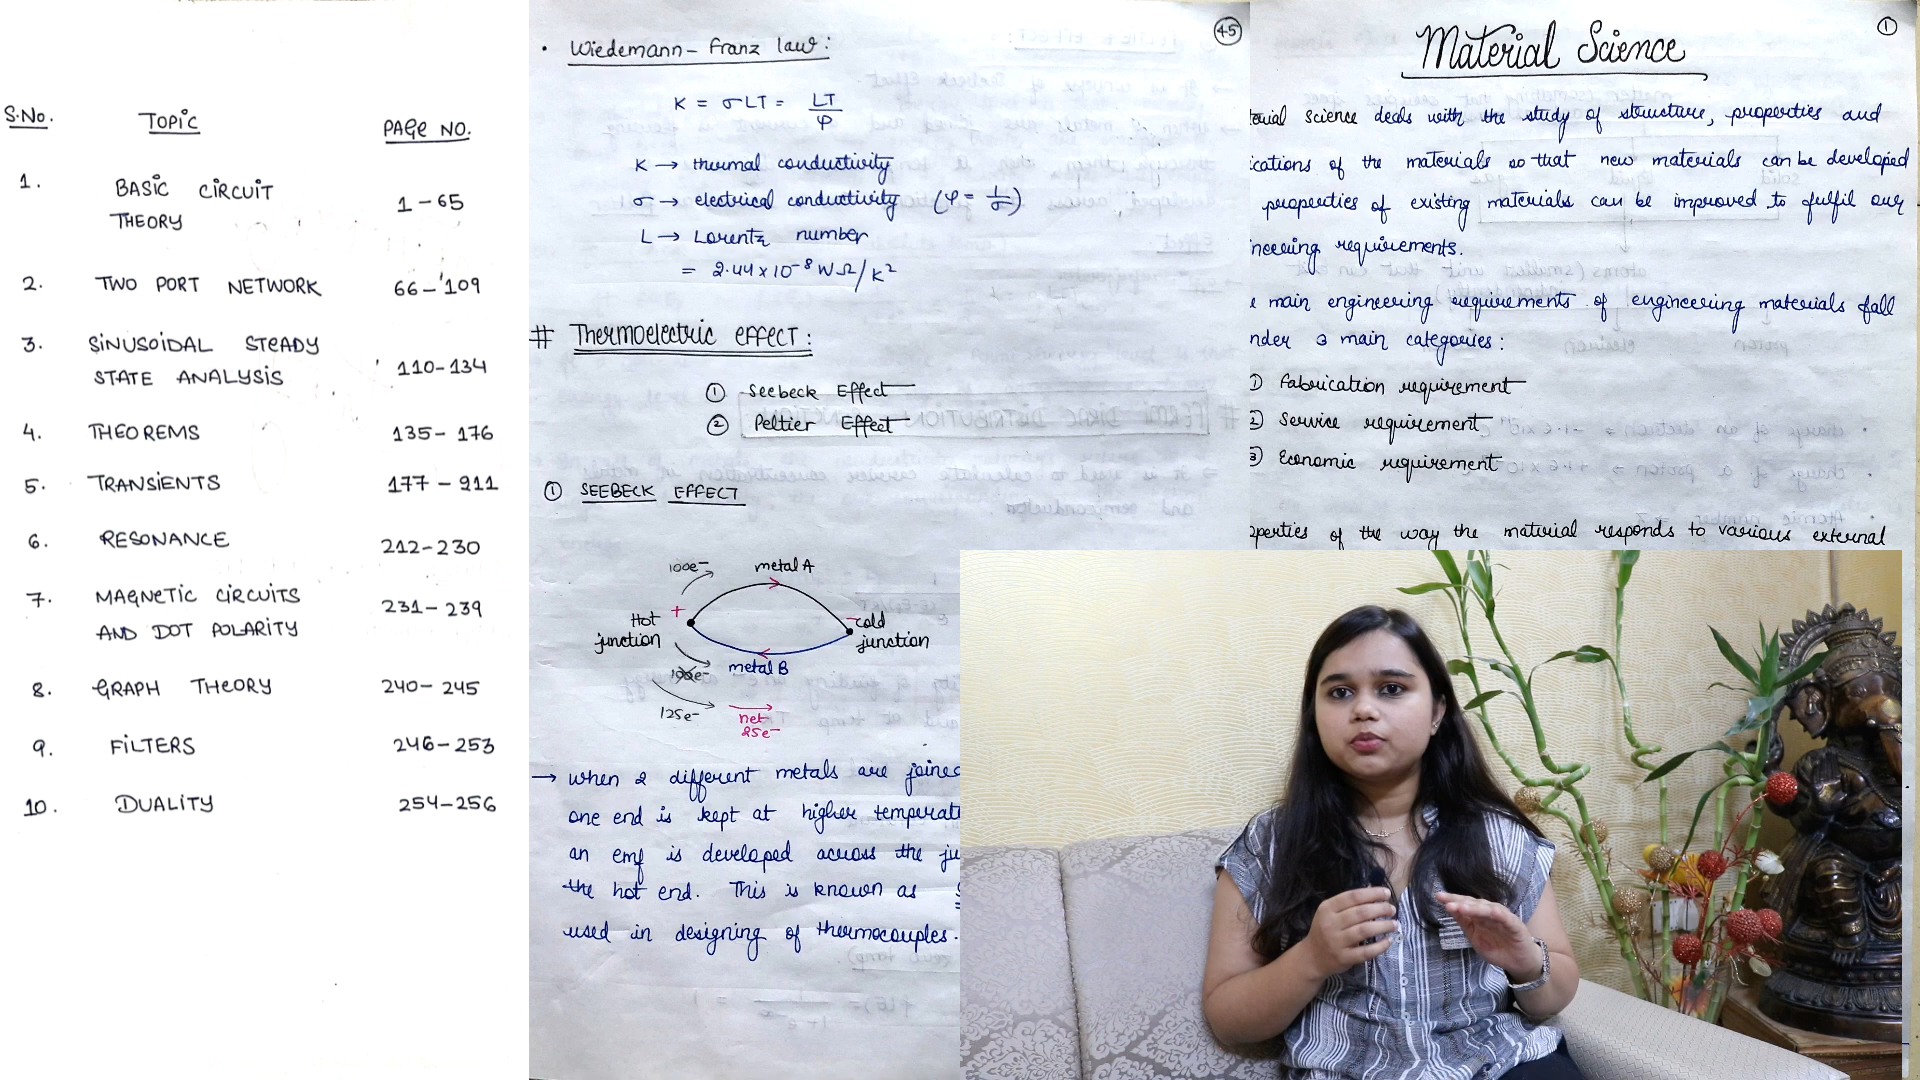 S.No. TOPIC PAGE NO.
1. BASIC CIRCUIT THEORY 1-65
2. TWO PORT NETWORK 66-109
3. SINUSOIDAL STEADY STATE ANALYSIS 110-134
4. THEOREMS 135-176
5. TRANSIENTS 177-211
6. RESONANCE 212-230
7. MAGNETIC CIRCUITS AND DOT POLARITY 231-239
8. GRAPH THEORY 240-245
9. FILTERS 246-253
10. DUALITY 254-256
45
• Wiedemann-Franz law:
K = σLT = LT/ρ
K → thermal conductivity
σ → electrical conductivity (ρ = 1/σ)
L → Lorentz number
= 2.44×10⁻⁸ WΩ/K²
# Thermoelectric EFFECT:
① Seebeck Effect
② Peltier Effect
① SEEBECK EFFECT
100e- metal A
Hot junction + - cold junction
metal B
100e-
125e- net 25e-
→ when 2 different metals are joined
one end is kept at higher temperat
an emf is developed across the ju
the hot end. This is known as
used in designing of thermocouples.
①
Material Science
erial science deals with the study of structure, properties and
ications of the materials so that new materials can be developed
properties of existing materials can be improved to fulfil our
neering requirements.
e main engineering requirements of engineering materials fall
nder 3 main categories:
① Fabrication requirement
② Service requirement
③ Economic requirement
operties of the way the material responds to various external